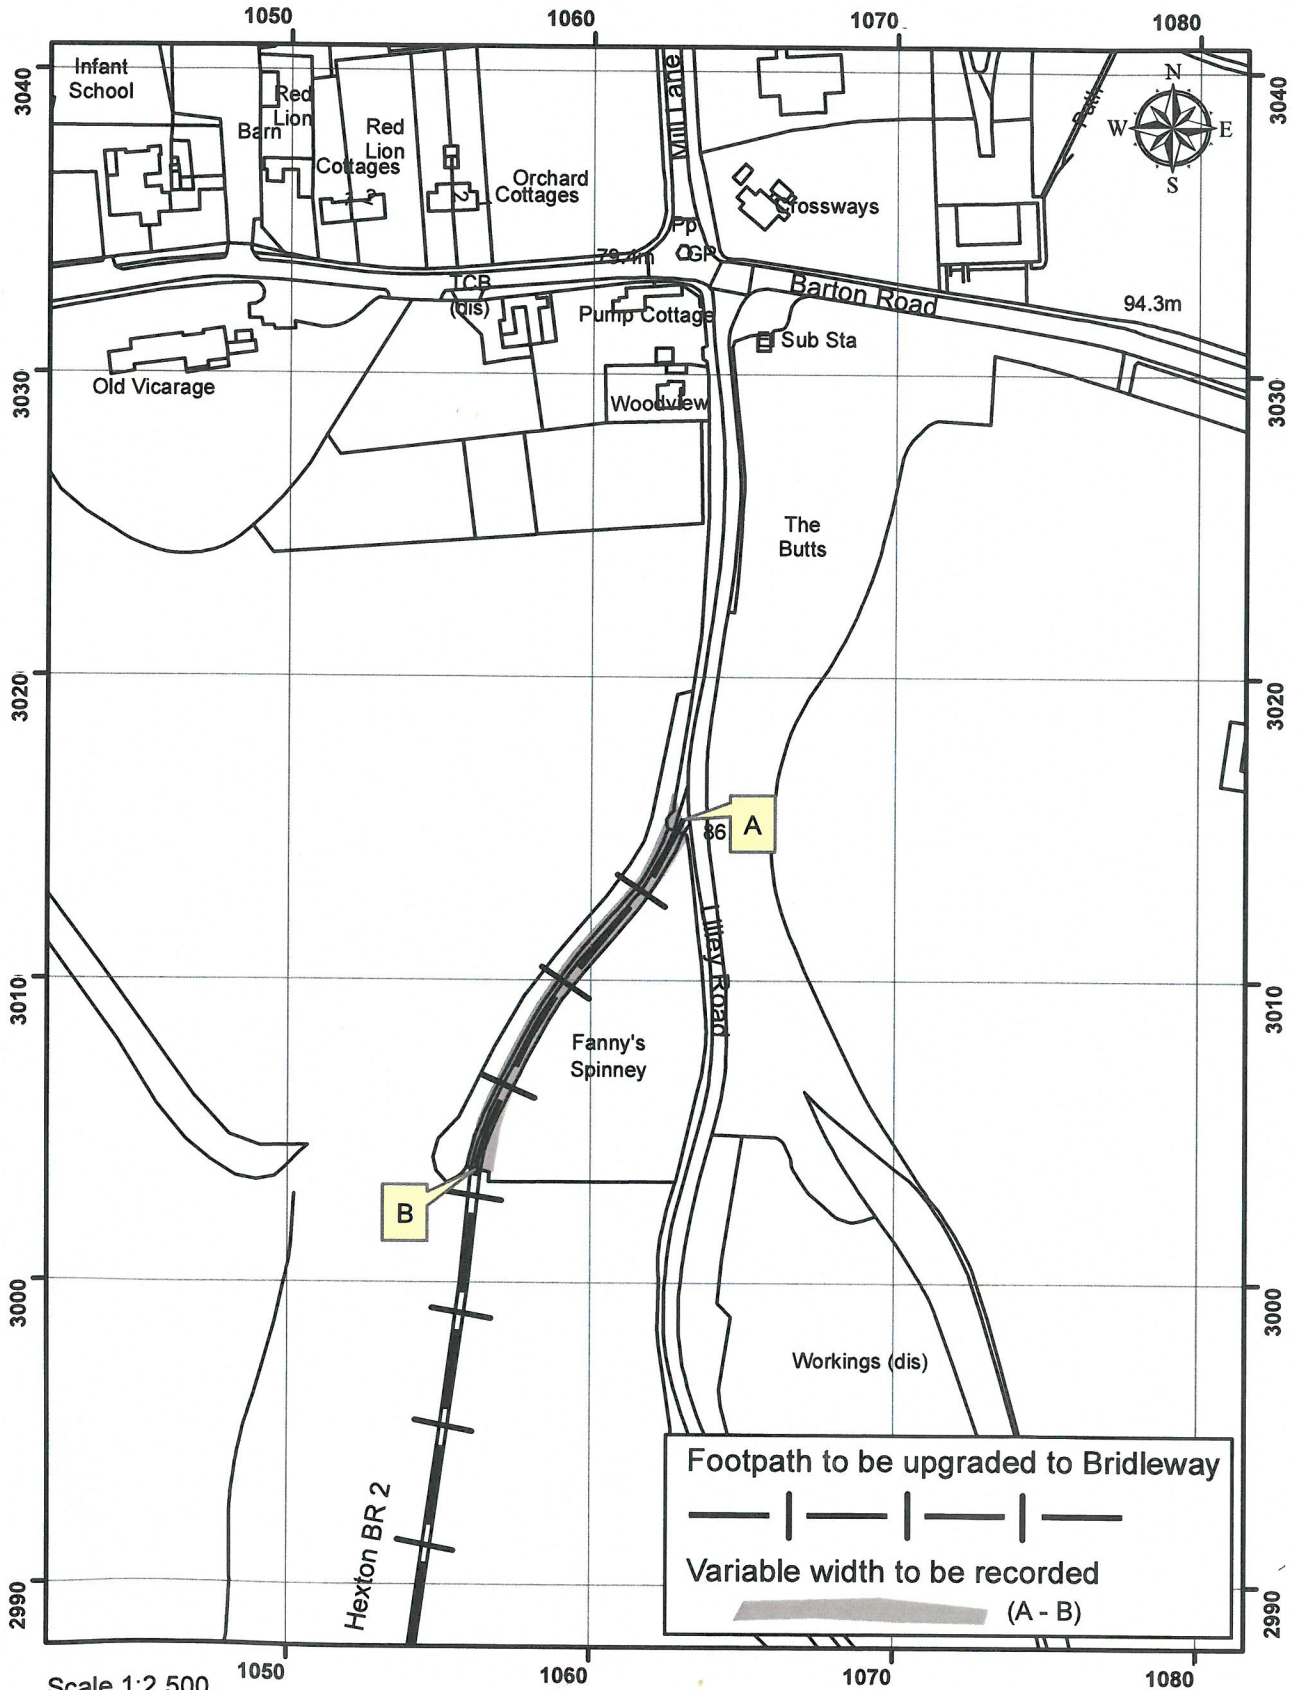 1050 1060 1070 1080
3040
3040
Infant
School
Red
Lion
Barn
Red
Lion
Cottages
2
Orchard
Cottages
Mill Lane
Path
N
W E
S
Crossways
Pp
79.4m
GP
TCB
(dis)
Barton Road
94.3m
Pump Cottage
Sub Sta
Old Vicarage
Woodview
3030
3030
The
Butts
3020
3020
A
86
Lilley Road
3010
3010
Fanny's
Spinney
B
3000
3000
Workings (dis)
Hexton BR 2
Footpath to be upgraded to Bridleway
Variable width to be recorded
(A - B)
2990
2990
1050 1060 1070 1080
Scale 1:2,500